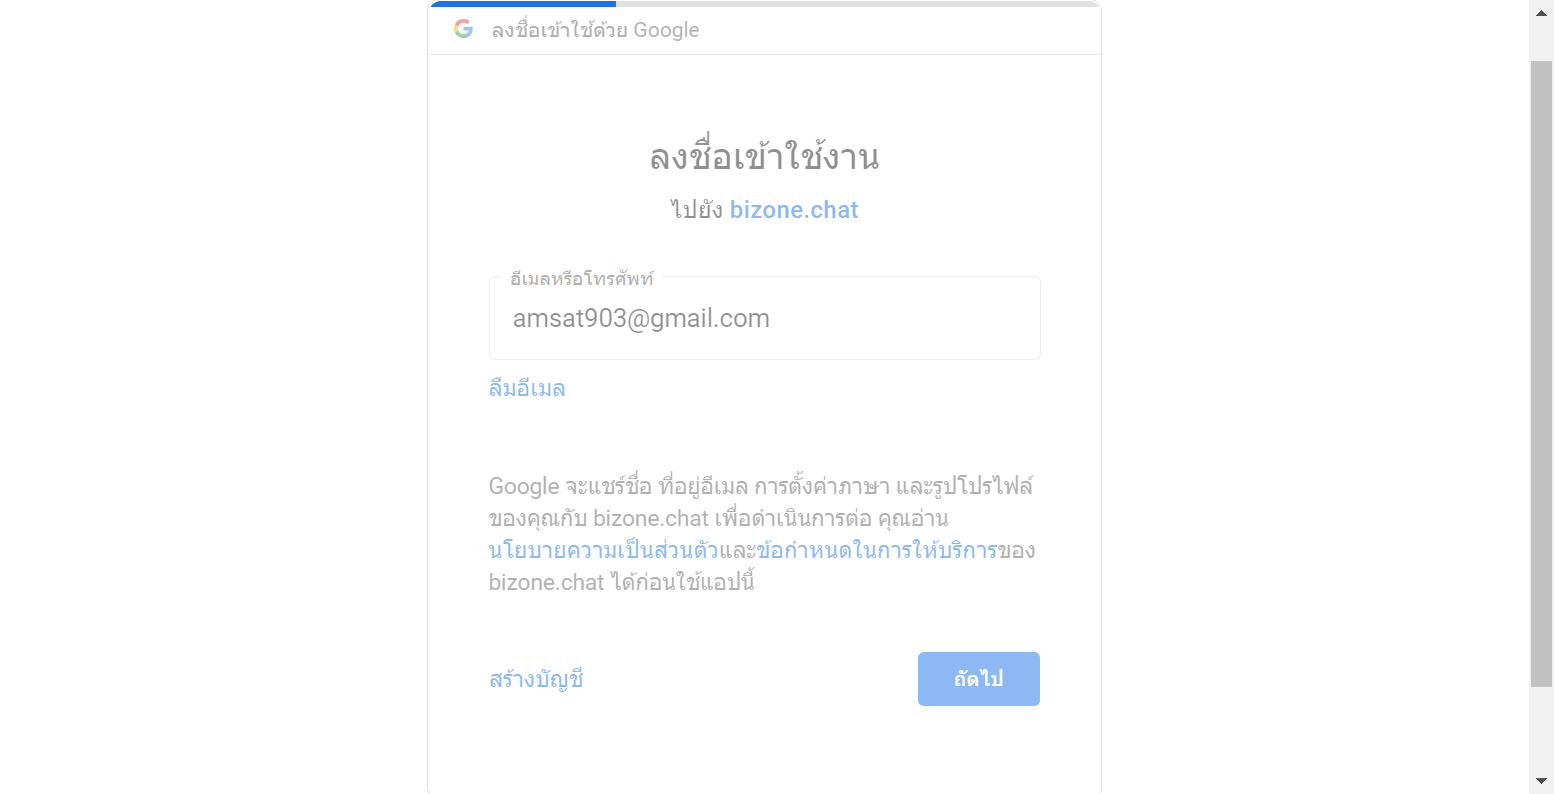 ลงชื่อเข้าใช้ด้วย Google
ลงชื่อเข้าใช้งาน
ไปยัง bizone.chat
อีเมลหรือโทรศัพท์
amsat903@gmail.com
ลืมอีเมล
Google จะแชร์ชื่อ ที่อยู่อีเมล การตั้งค่าภาษา และรูปโปรไฟล์
ของคุณกับ bizone.chat เพื่อดำเนินการต่อ คุณอ่าน
นโยบายความเป็นส่วนตัวและข้อกำหนดในการให้บริการของ
bizone.chat ได้ก่อนใช้แอปนี้
สร้างบัญชี
ถัดไป